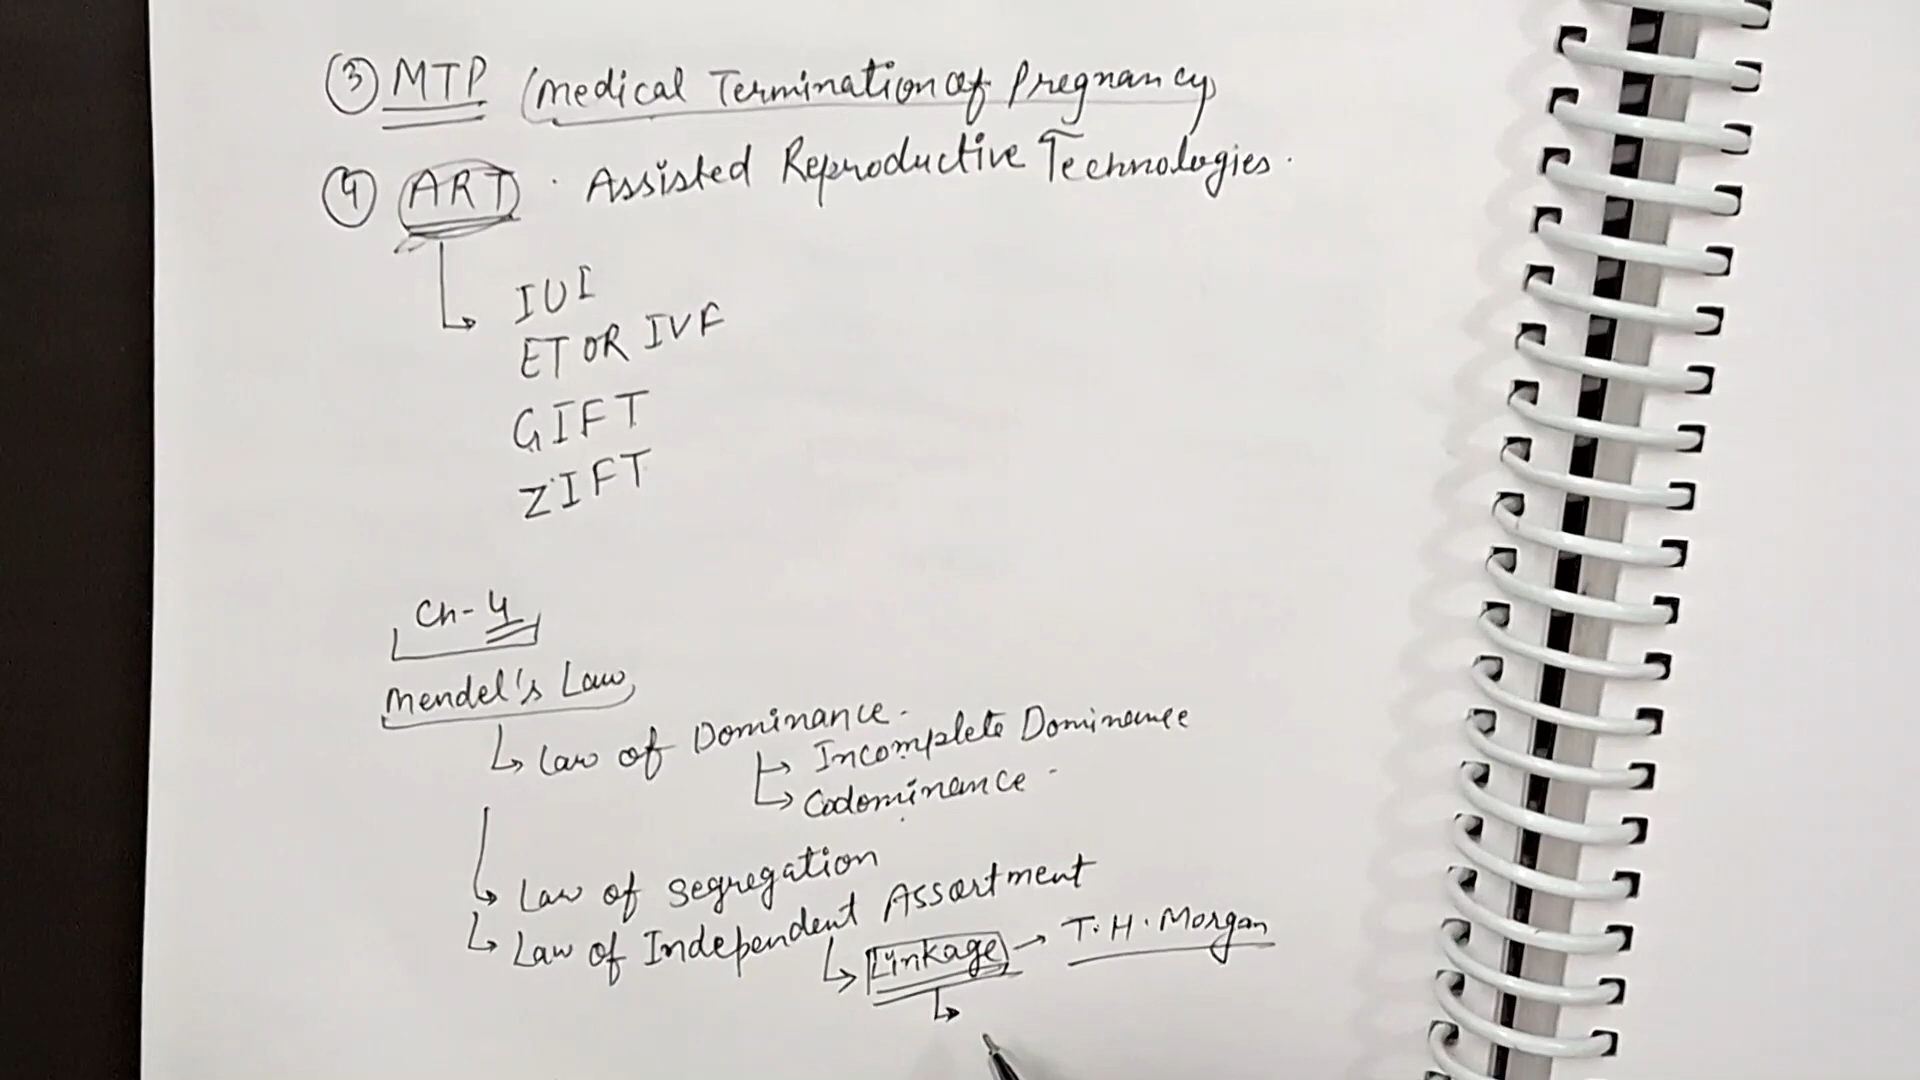 ③ MTP (Medical Termination of Pregnancy)
④ ART . Assisted Reproductive Technologies.
IUI
ET OR IVF
GIFT
ZIFT
Ch-4
Mendel's Law
Law of Dominance.
Incomplete Dominance
Codominance
Law of Segregation
Law of Independent Assortment
Linkage → T.H. Morgan